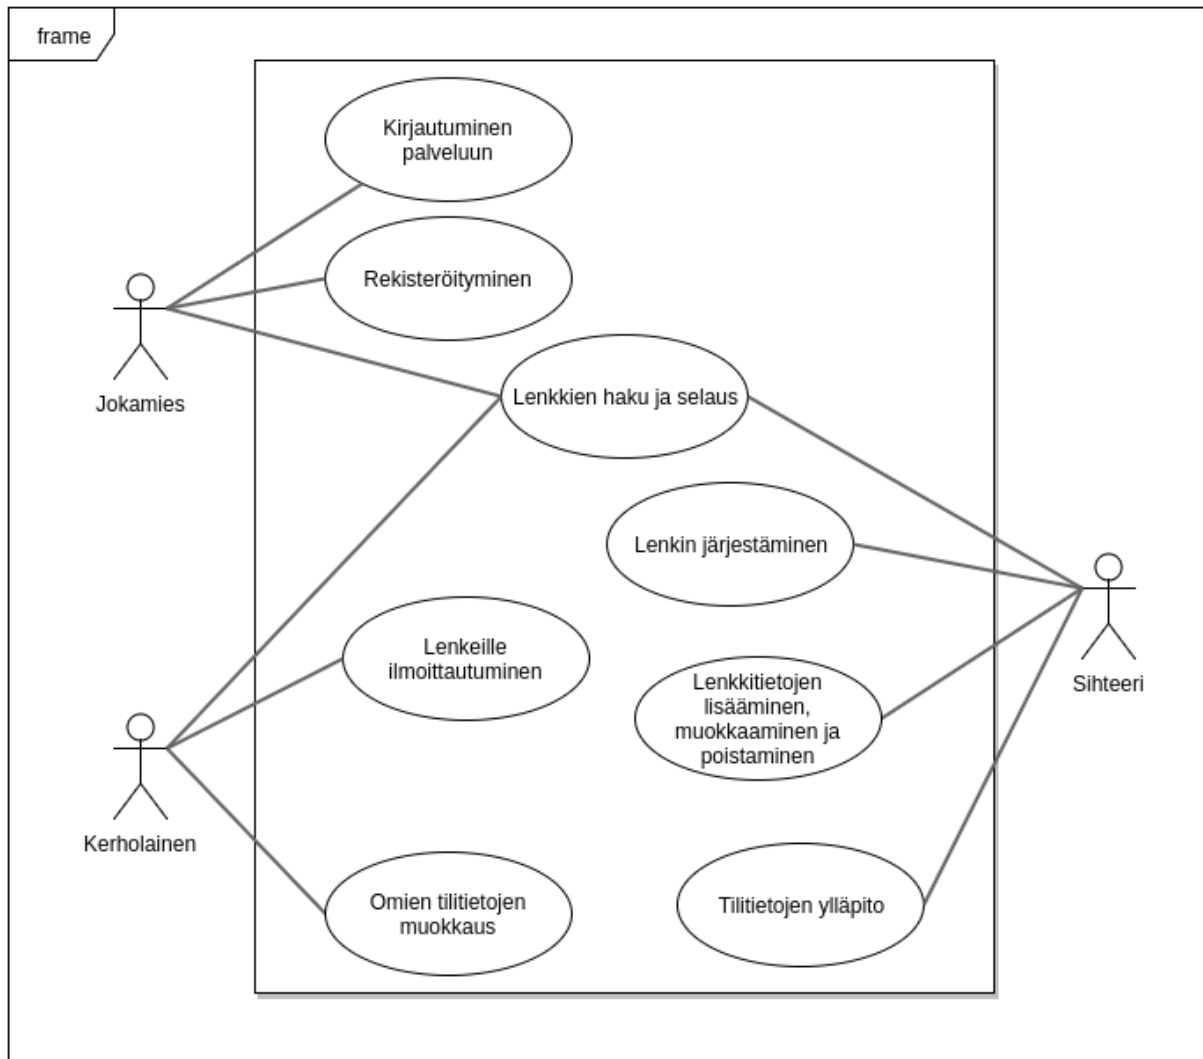 frame
Kirjautuminen
palveluun
Rekisteröityminen
Jokamies
Lenkkien haku ja selaus
Lenkin järjestäminen
Lenkeille
ilmoittautuminen
Sihteeri
Lenkkitietojen
lisääminen,
muokkaaminen ja
poistaminen
Kerholainen
Omien tilitietojen
muokkaus
Tilitietojen ylläpito